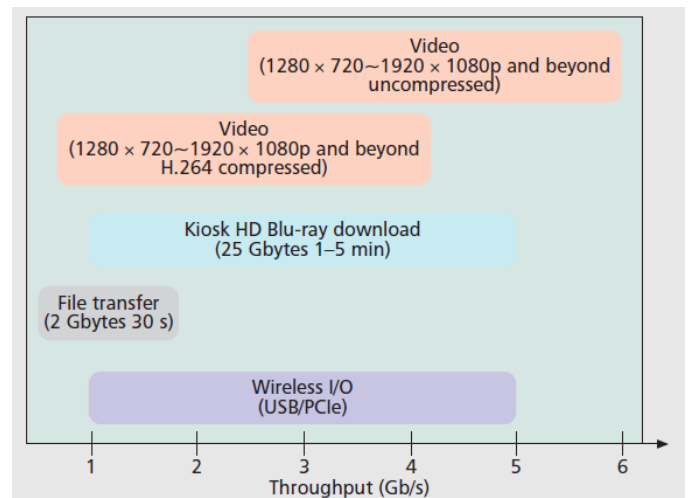 Video
(1280 × 720~1920 × 1080p and beyond
uncompressed)
Video
(1280 × 720~1920 × 1080p and beyond
H.264 compressed)
Kiosk HD Blu-ray download
(25 Gbytes 1–5 min)
File transfer
(2 Gbytes 30 s)
Wireless I/O
(USB/PCIe)
1 2 3 4 5 6
Throughput (Gb/s)